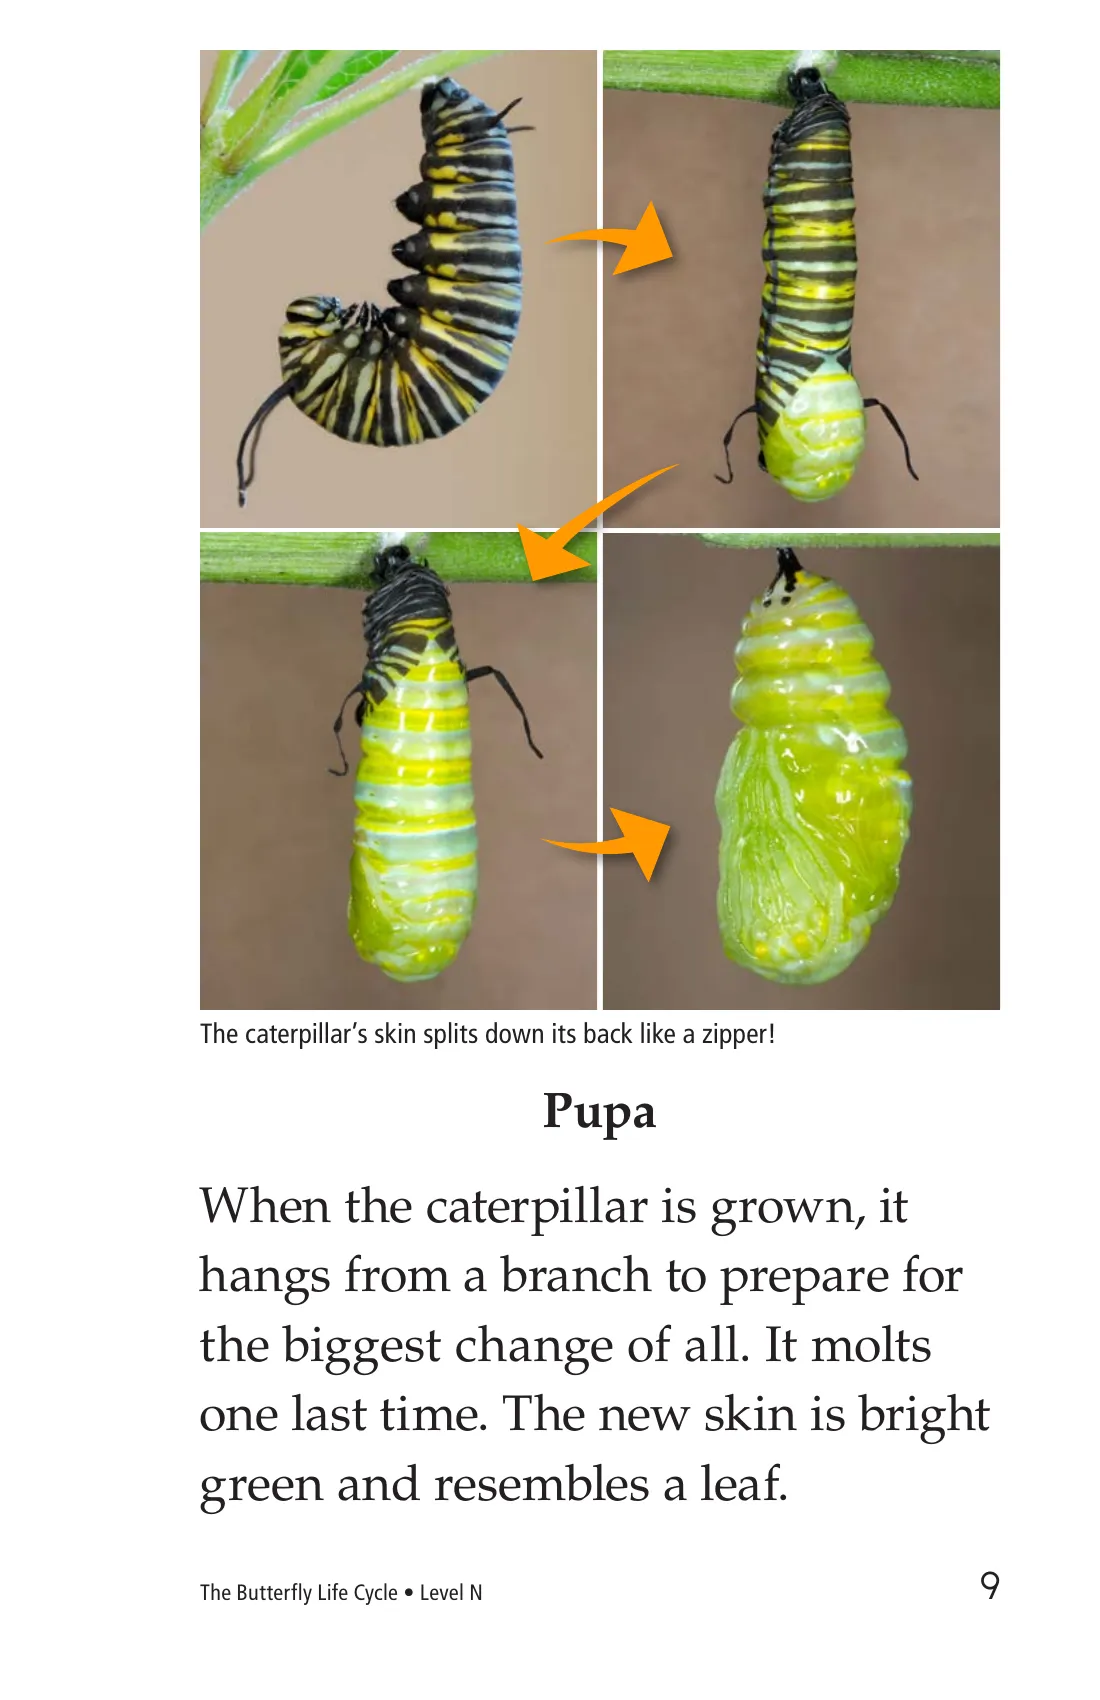 The caterpillar’s skin splits down its back like a zipper!
Pupa
When the caterpillar is grown, it
hangs from a branch to prepare for
the biggest change of all. It molts
one last time. The new skin is bright
green and resembles a leaf.
The Butterfly Life Cycle • Level N
9